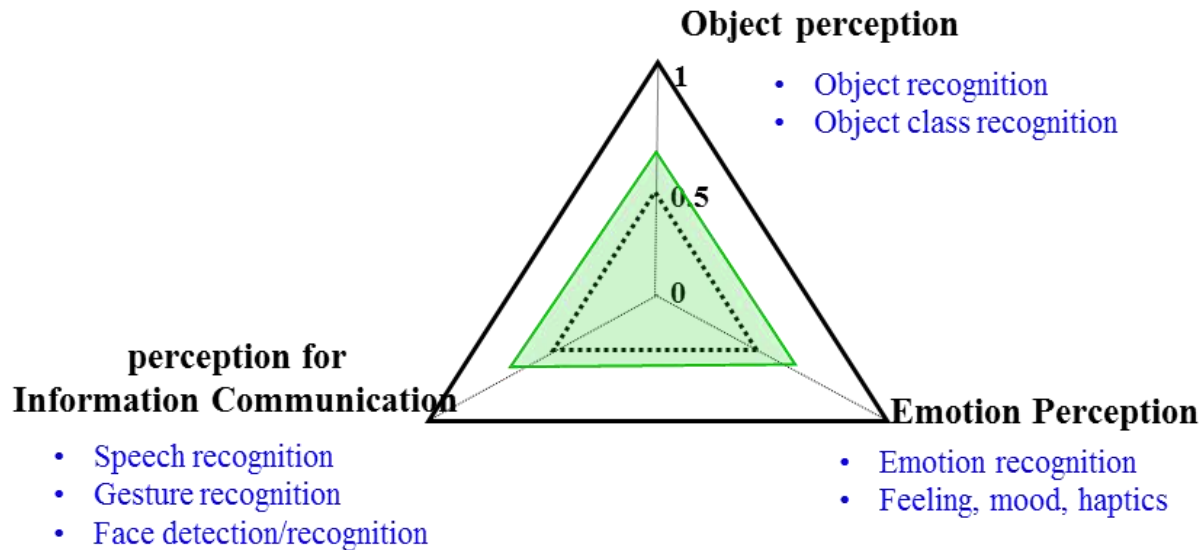 Object perception
1
• Object recognition
• Object class recognition
0.5
0
perception for
Information Communication
• Speech recognition
• Gesture recognition
• Face detection/recognition
Emotion Perception
• Emotion recognition
• Feeling, mood, haptics